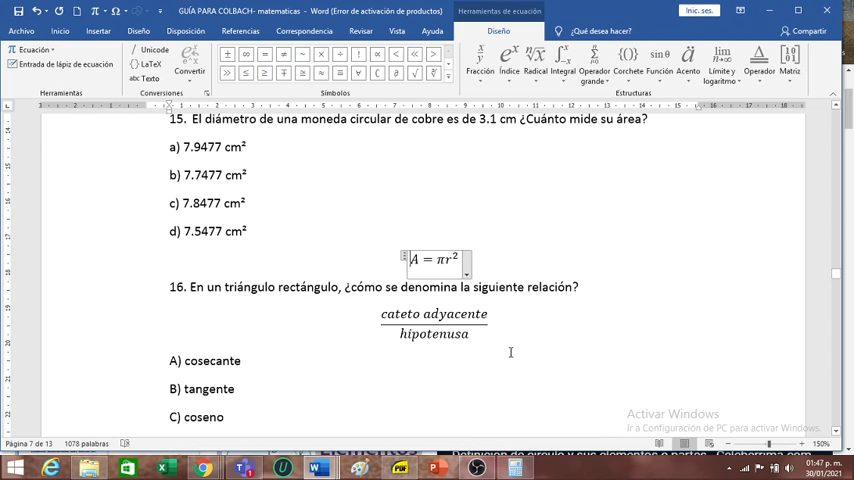 GUÍA PARA COLBACH- matematicas - Word (Error de activación de productos)
Herramientas de ecuación
Inic. ses.
Archivo Inicio Insertar Diseño Disposición Referencias Correspondencia Revisar Vista Ayuda Diseño ¿Qué desea hacer? Compartir
π Ecuación
Entrada de lápiz de ecuación
Herramientas
Unicode
LaTeX
abc Texto
Convertir
Conversiones
Símbolos
Fracción Índice Radical Integral Operador grande Corchete Función Acento Límite y logaritmo Operador Matriz
Estructuras
15. El diámetro de una moneda circular de cobre es de 3.1 cm ¿Cuánto mide su área?
a) 7.9477 cm²
b) 7.7477 cm²
c) 7.8477 cm²
d) 7.5477 cm²
A = πr²
16. En un triángulo rectángulo, ¿cómo se denomina la siguiente relación?
cateto adyacente
hipotenusa
A) cosecante
B) tangente
C) coseno
Activar Windows
Ir a Configuración de PC para activar Windows.
Página 7 de 13 1078 palabras 150%
01:47 p.m.
30/01/2021